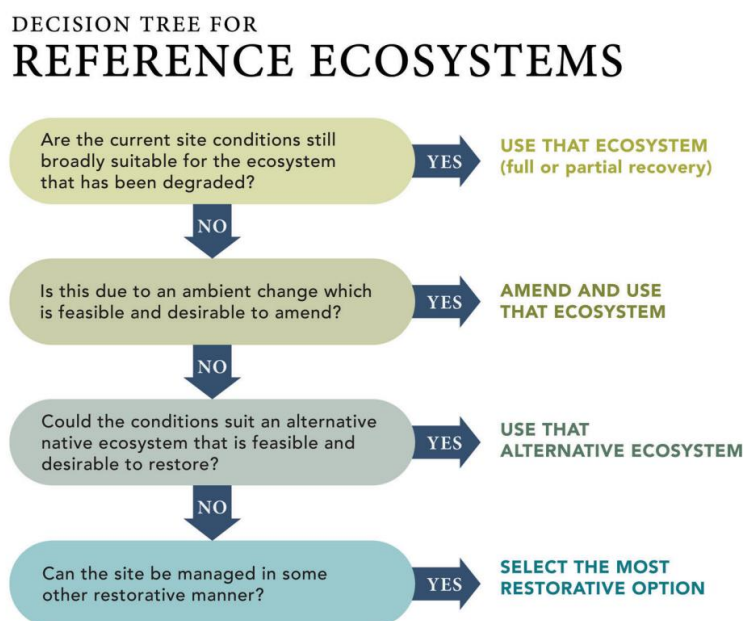 DECISION TREE FOR
REFERENCE ECOSYSTEMS
Are the current site conditions still
broadly suitable for the ecosystem
that has been degraded?
YES
USE THAT ECOSYSTEM
(full or partial recovery)
NO
Is this due to an ambient change which
is feasible and desirable to amend?
YES
AMEND AND USE
THAT ECOSYSTEM
NO
Could the conditions suit an alternative
native ecosystem that is feasible and
desirable to restore?
YES
USE THAT
ALTERNATIVE ECOSYSTEM
NO
Can the site be managed in some
other restorative manner?
YES
SELECT THE MOST
RESTORATIVE OPTION